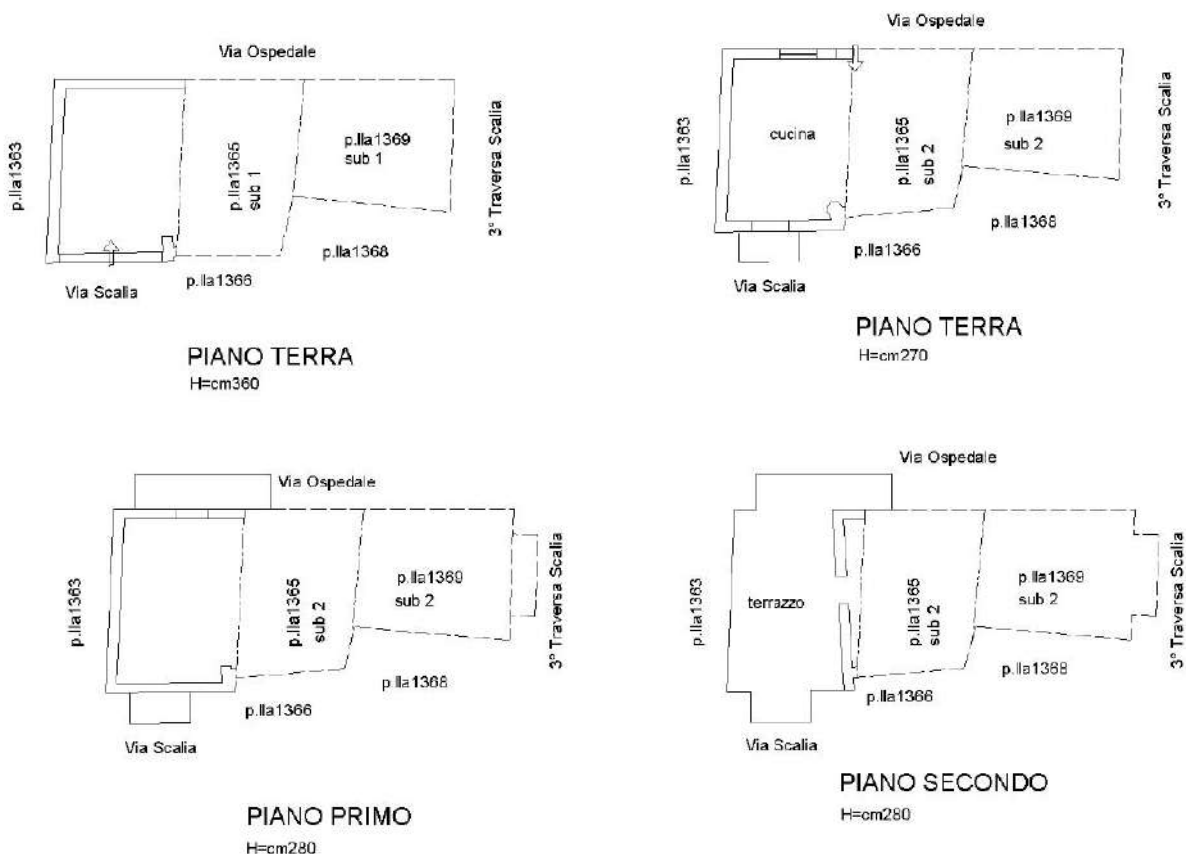 Via Ospedale
p.lla1363
p.lla1365
sub 1
p.lla1369
sub 1
3° Traversa Scalia
p.lla1368
p.lla1366
Via Scalia
PIANO TERRA
H=cm360
Via Ospedale
p.lla1363
cucina
p.lla1365
sub 2
p.lla1369
sub 2
3° Traversa Scalia
p.lla1368
p.lla1366
Via Scalia
PIANO TERRA
H=cm270
Via Ospedale
p.lla1363
p.lla1365
sub 2
p.lla1369
sub 2
3° Traversa Scalia
p.lla1368
p.lla1366
Via Scalia
PIANO PRIMO
H=cm280
Via Ospedale
p.lla1363
terrazzo
p.lla1365
sub 2
p.lla1369
sub 2
3° Traversa Scalia
p.lla1368
p.lla1366
Via Scalia
PIANO SECONDO
H=cm280